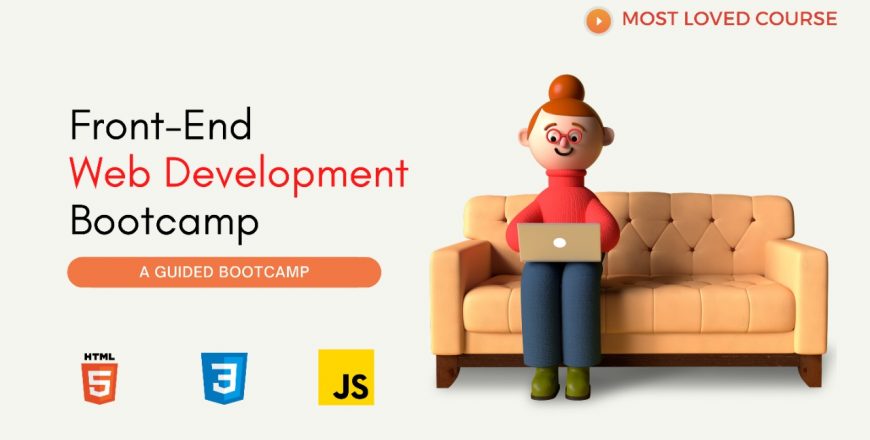 MOST LOVED COURSE
Front-End
Web Development
Bootcamp
A GUIDED BOOTCAMP
HTML
5
3
JS